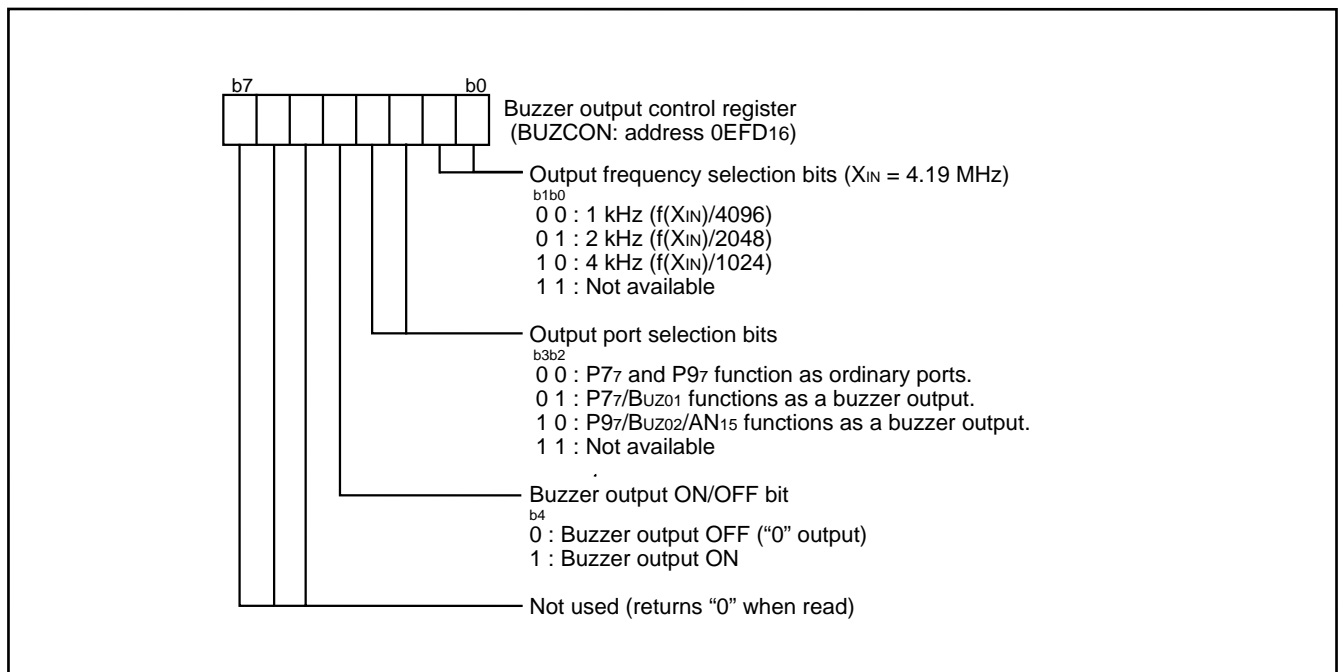 b7 b0
Buzzer output control register
(BUZCON: address 0EFD16)
Output frequency selection bits (XIN = 4.19 MHz)
b1b0
0 0 : 1 kHz (f(XIN)/4096)
0 1 : 2 kHz (f(XIN)/2048)
1 0 : 4 kHz (f(XIN)/1024)
1 1 : Not available
Output port selection bits
b3b2
0 0 : P77 and P97 function as ordinary ports.
0 1 : P77/BUZ01 functions as a buzzer output.
1 0 : P97/BUZ02/AN15 functions as a buzzer output.
1 1 : Not available
Buzzer output ON/OFF bit
b4
0 : Buzzer output OFF (“0” output)
1 : Buzzer output ON
Not used (returns “0” when read)